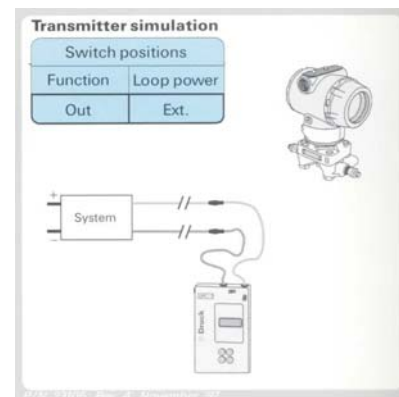 Transmitter simulation
Switch positions
Function Loop power
Out Ext.
+
System
–
Druck